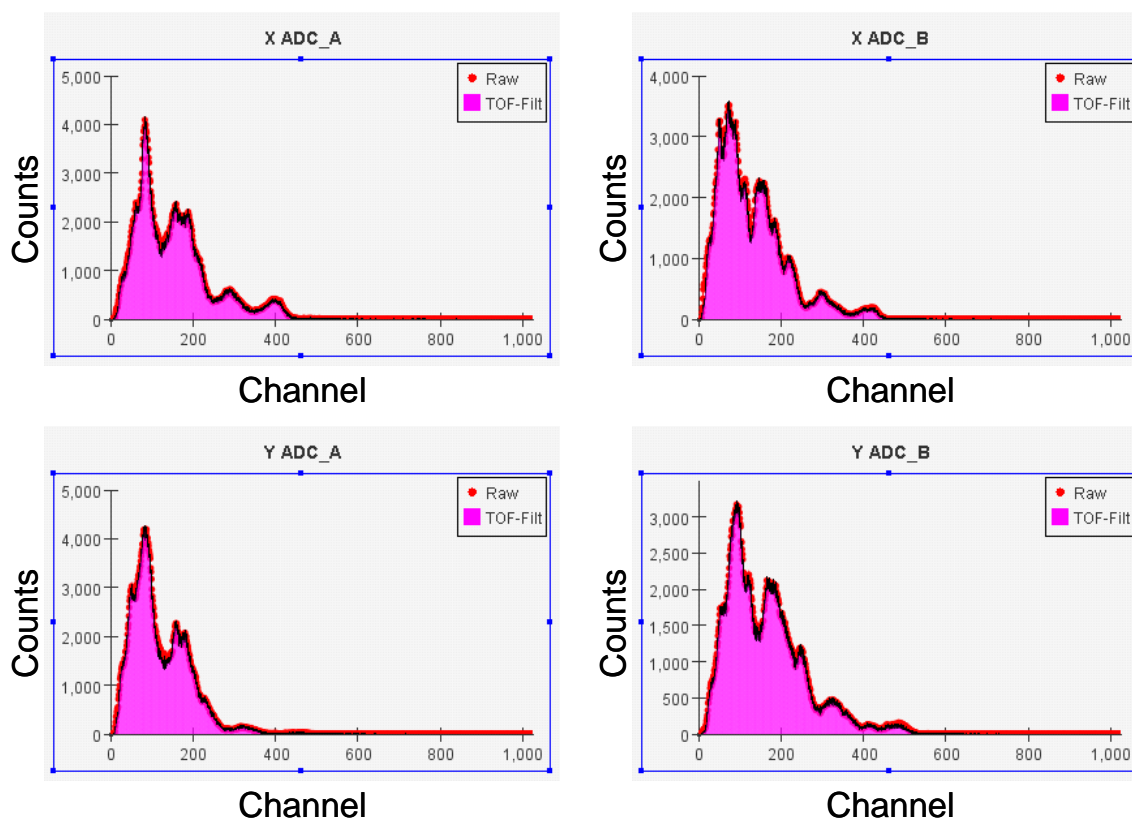 X ADC_A
5,000
4,000
3,000
2,000
1,000
0
Counts
Raw
TOF-Filt
0 200 400 600 800 1,000
Channel
X ADC_B
4,000
3,000
2,000
1,000
0
Counts
Raw
TOF-Filt
0 200 400 600 800 1,000
Channel
Y ADC_A
5,000
4,000
3,000
2,000
1,000
0
Counts
Raw
TOF-Filt
0 200 400 600 800 1,000
Channel
Y ADC_B
3,000
2,500
2,000
1,500
1,000
500
0
Counts
Raw
TOF-Filt
0 200 400 600 800 1,000
Channel